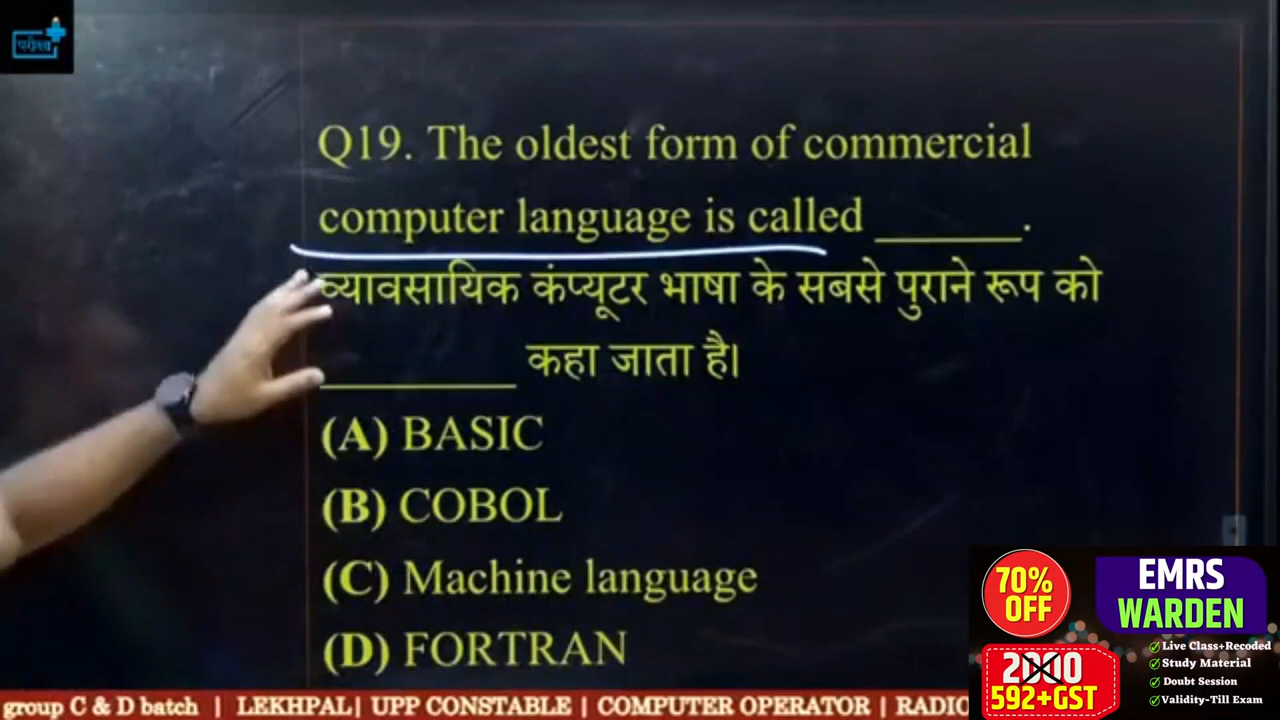 परीक्षा
Q19. The oldest form of commercial
computer language is called ______.
व्यावसायिक कंप्यूटर भाषा के सबसे पुराने रूप को
________ कहा जाता है।
(A) BASIC
(B) COBOL
(C) Machine language
(D) FORTRAN
70%
OFF
2000
592+GST
EMRS
WARDEN
Live Class+Recoded
Study Material
Doubt Session
Validity-Till Exam
group C & D batch | LEKHPAL| UPP CONSTABLE | COMPUTER OPERATOR | RADIO